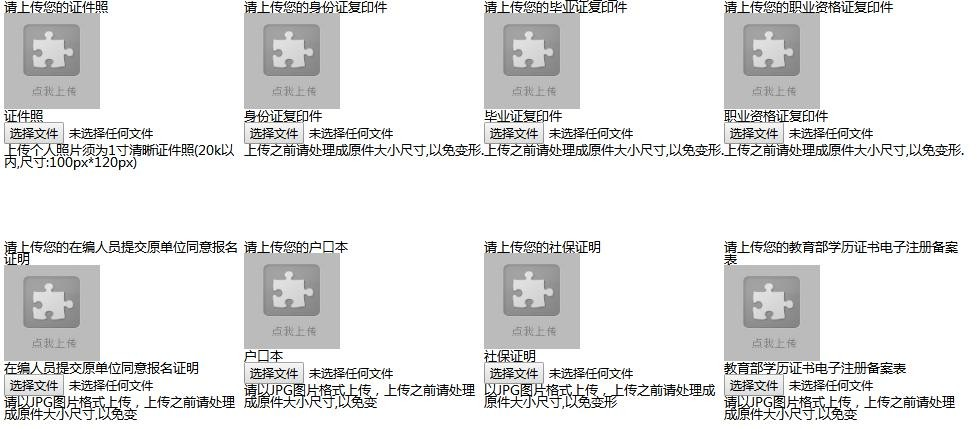 请上传您的证件照
请上传您的身份证复印件
请上传您的毕业证复印件
请上传您的职业资格证复印件
点我上传
点我上传
点我上传
点我上传
证件照
身份证复印件
毕业证复印件
职业资格证复印件
选择文件 未选择任何文件
选择文件 未选择任何文件
选择文件 未选择任何文件
选择文件 未选择任何文件
上传个人照片须为1寸清晰证件照(20k以
内,尺寸:100px*120px)
上传之前请处理成原件大小尺寸,以免变形.
上传之前请处理成原件大小尺寸,以免变形.
上传之前请处理成原件大小尺寸,以免变形.
请上传您的在编人员提交原单位同意报名
证明
请上传您的户口本
请上传您的社保证明
请上传您的教育部学历证书电子注册备案
表
点我上传
点我上传
点我上传
点我上传
在编人员提交原单位同意报名证明
户口本
社保证明
教育部学历证书电子注册备案表
选择文件 未选择任何文件
选择文件 未选择任何文件
选择文件 未选择任何文件
选择文件 未选择任何文件
请以JPG图片格式上传，上传之前请处理
成原件大小尺寸,以免变
请以JPG图片格式上传，上传之前请处理
成原件大小尺寸,以免变
以JPG图片格式上传，上传之前请处理成
原件大小尺寸,以免变形
请以JPG图片格式上传，上传之前请处理
成原件大小尺寸,以免变